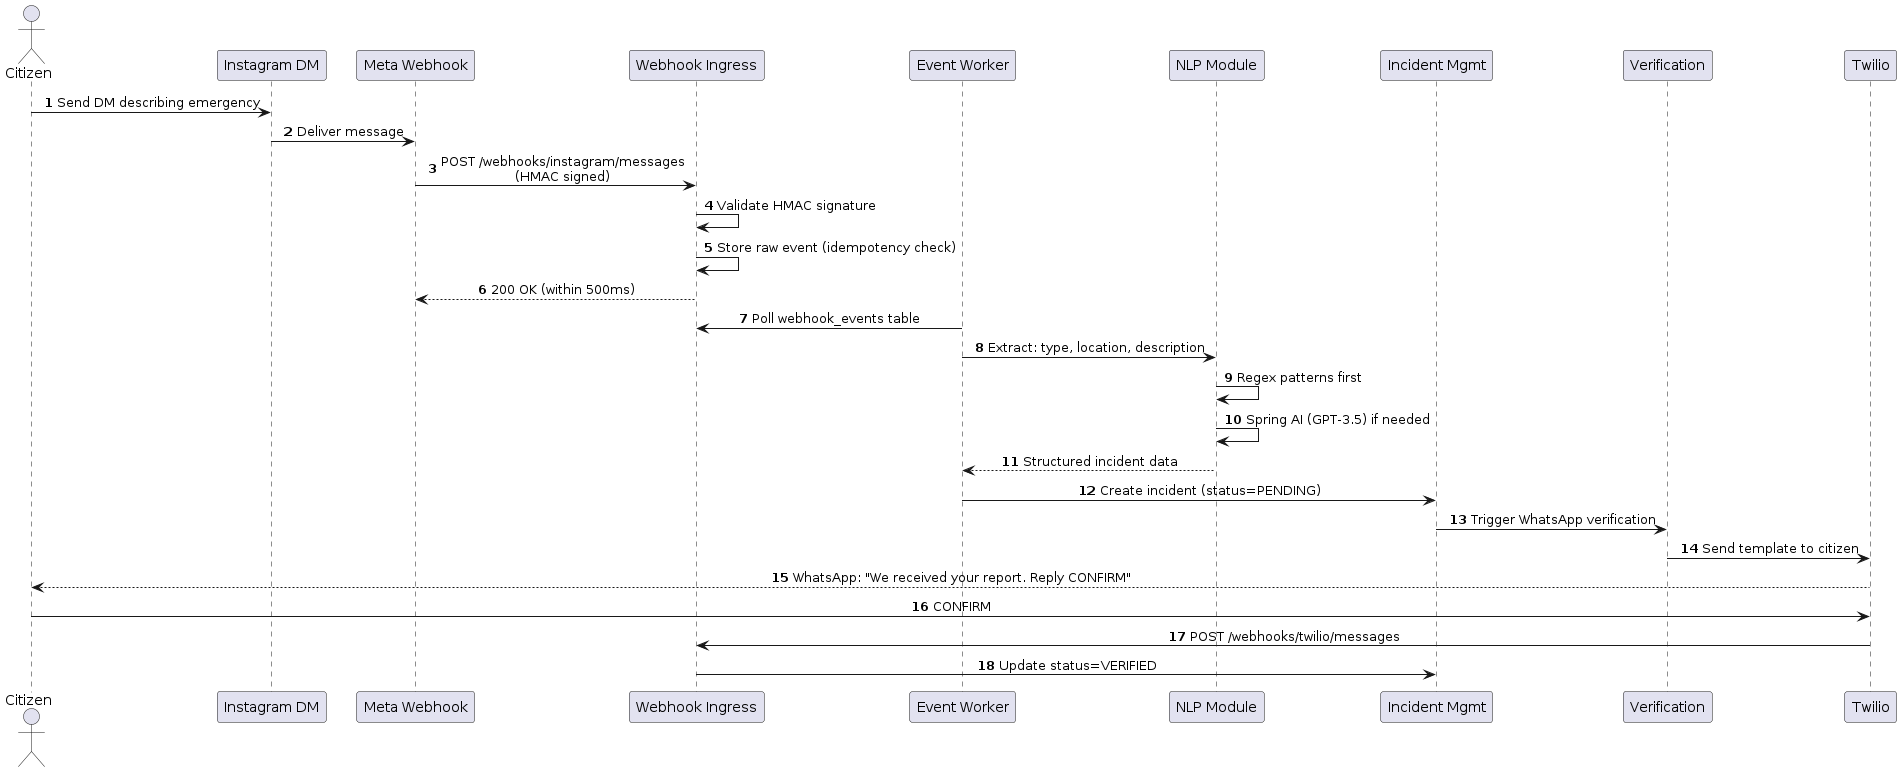 Citizen
Instagram DM
Meta Webhook
Webhook Ingress
Event Worker
NLP Module
Incident Mgmt
Verification
Twilio
1 Send DM describing emergency
2 Deliver message
3 POST /webhooks/instagram/messages
(HMAC signed)
4 Validate HMAC signature
5 Store raw event (idempotency check)
6 200 OK (within 500ms)
7 Poll webhook_events table
8 Extract: type, location, description
9 Regex patterns first
10 Spring AI (GPT-3.5) if needed
11 Structured incident data
12 Create incident (status=PENDING)
13 Trigger WhatsApp verification
14 Send template to citizen
15 WhatsApp: "We received your report. Reply CONFIRM"
16 CONFIRM
17 POST /webhooks/twilio/messages
18 Update status=VERIFIED
Citizen
Instagram DM
Meta Webhook
Webhook Ingress
Event Worker
NLP Module
Incident Mgmt
Verification
Twilio